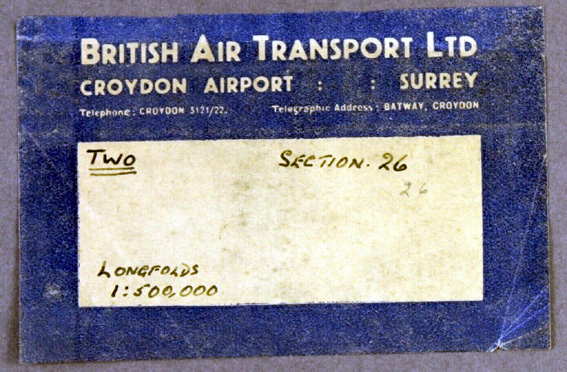 BRITISH AIR TRANSPORT LTD
CROYDON AIRPORT : : SURREY
Telephone: CROYDON 5121/22. Telegraphic Address: BATWAY, CROYDON
TWO SECTION. 26
26
LONGFOLDS
1:500,000